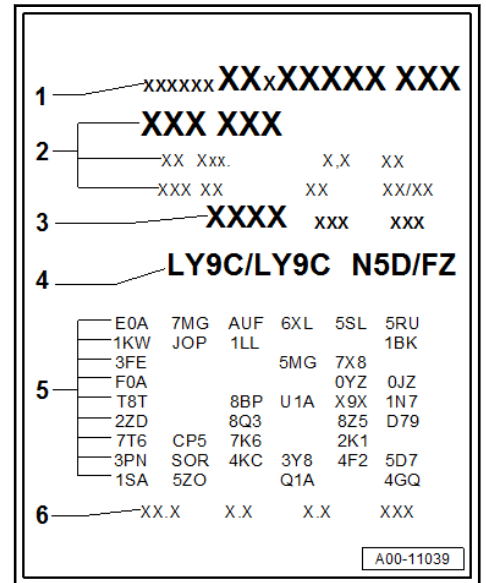 1 xxxxxx XXxXXXXX XXX
XXX XXX
2 XX Xxx. X,X XX
XXX XX XX XX/XX
3 XXXX XXX XXX
4 LY9C/LY9C N5D/FZ
E0A 7MG AUF 6XL 5SL 5RU
1KW JOP 1LL 1BK
3FE 5MG 7X8
F0A 0YZ 0JZ
5 T8T 8BP U1A X9X 1N7
2ZD 8Q3 8Z5 D79
7T6 CP5 7K6 2K1
3PN SOR 4KC 3Y8 4F2 5D7
1SA 5ZO Q1A 4GQ
6 XX.X X.X X.X XXX
A00-11039